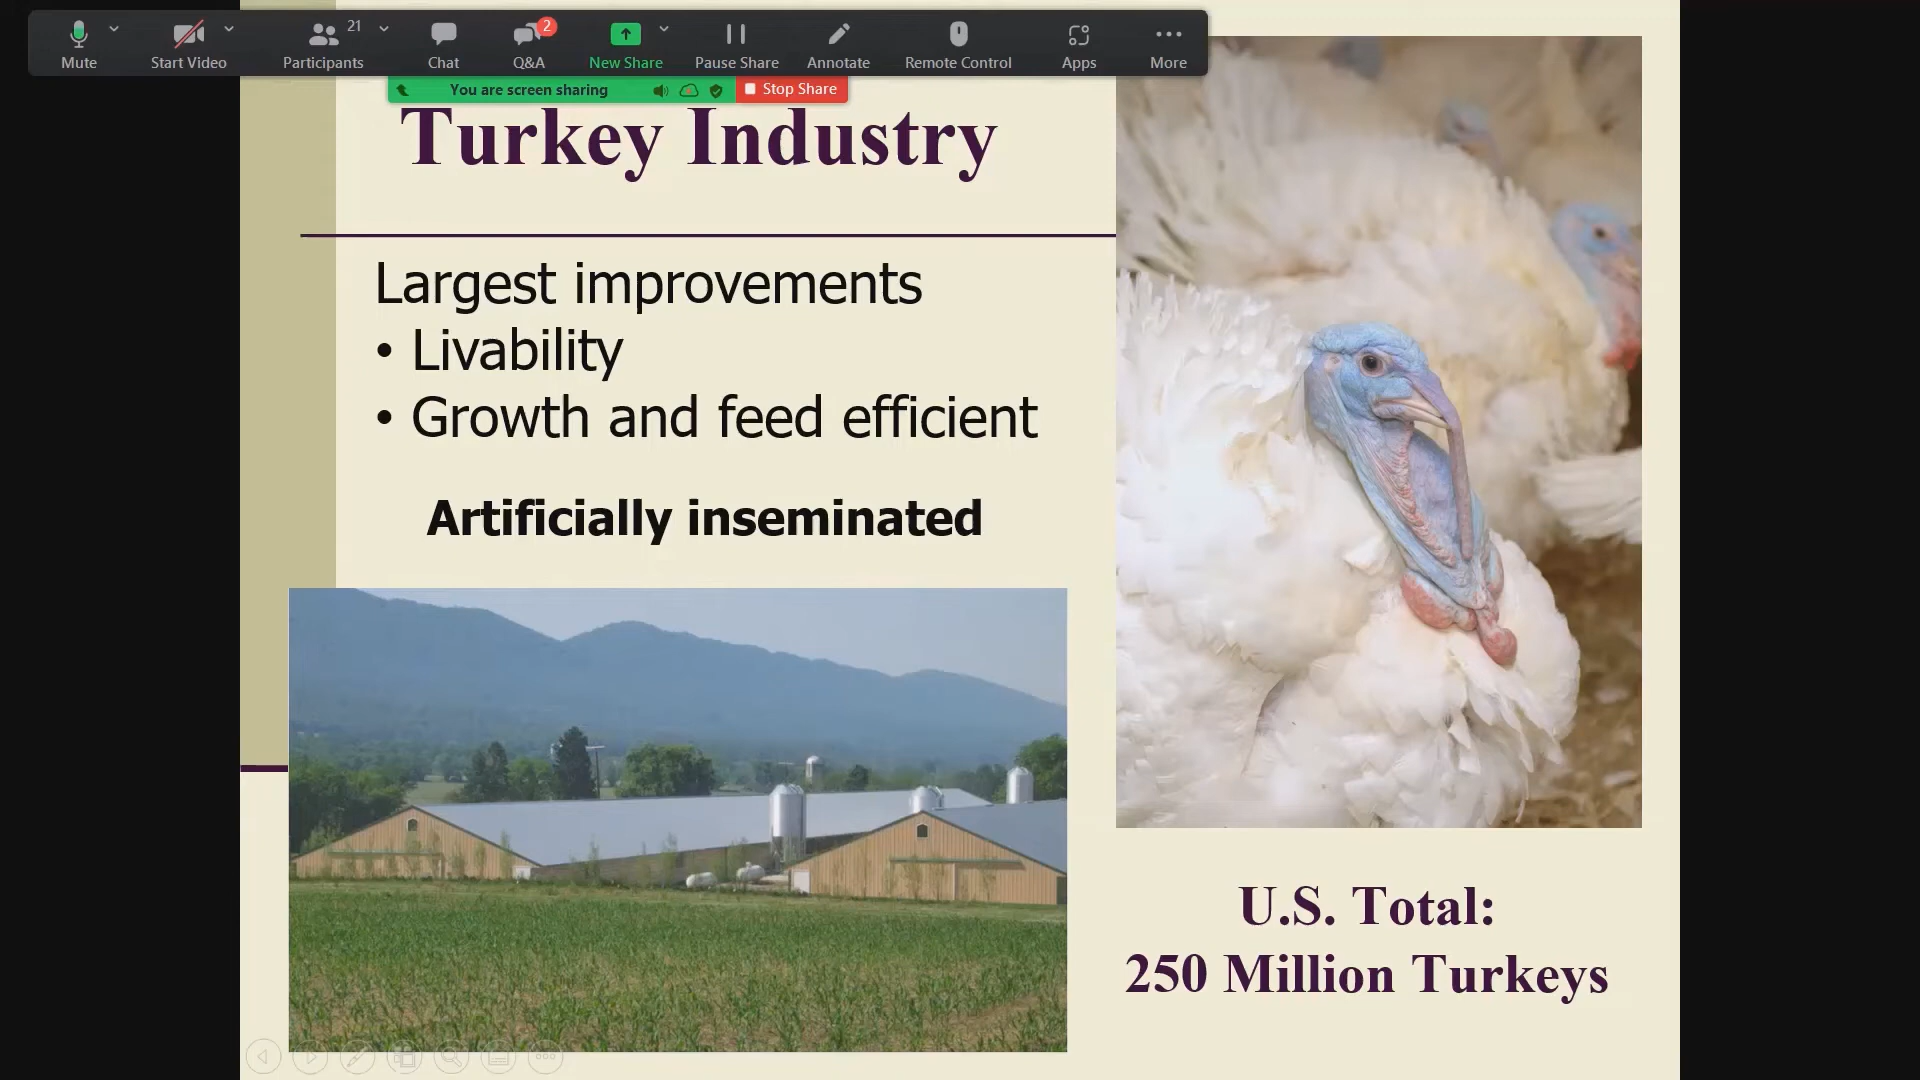 21
2
Mute
Start Video
Participants
Chat
Q&A
New Share
Pause Share
Annotate
Remote Control
Apps
More
You are screen sharing
Stop Share
Turkey Industry
Largest improvements
• Livability
• Growth and feed efficient
Artificially inseminated
U.S. Total:
250 Million Turkeys